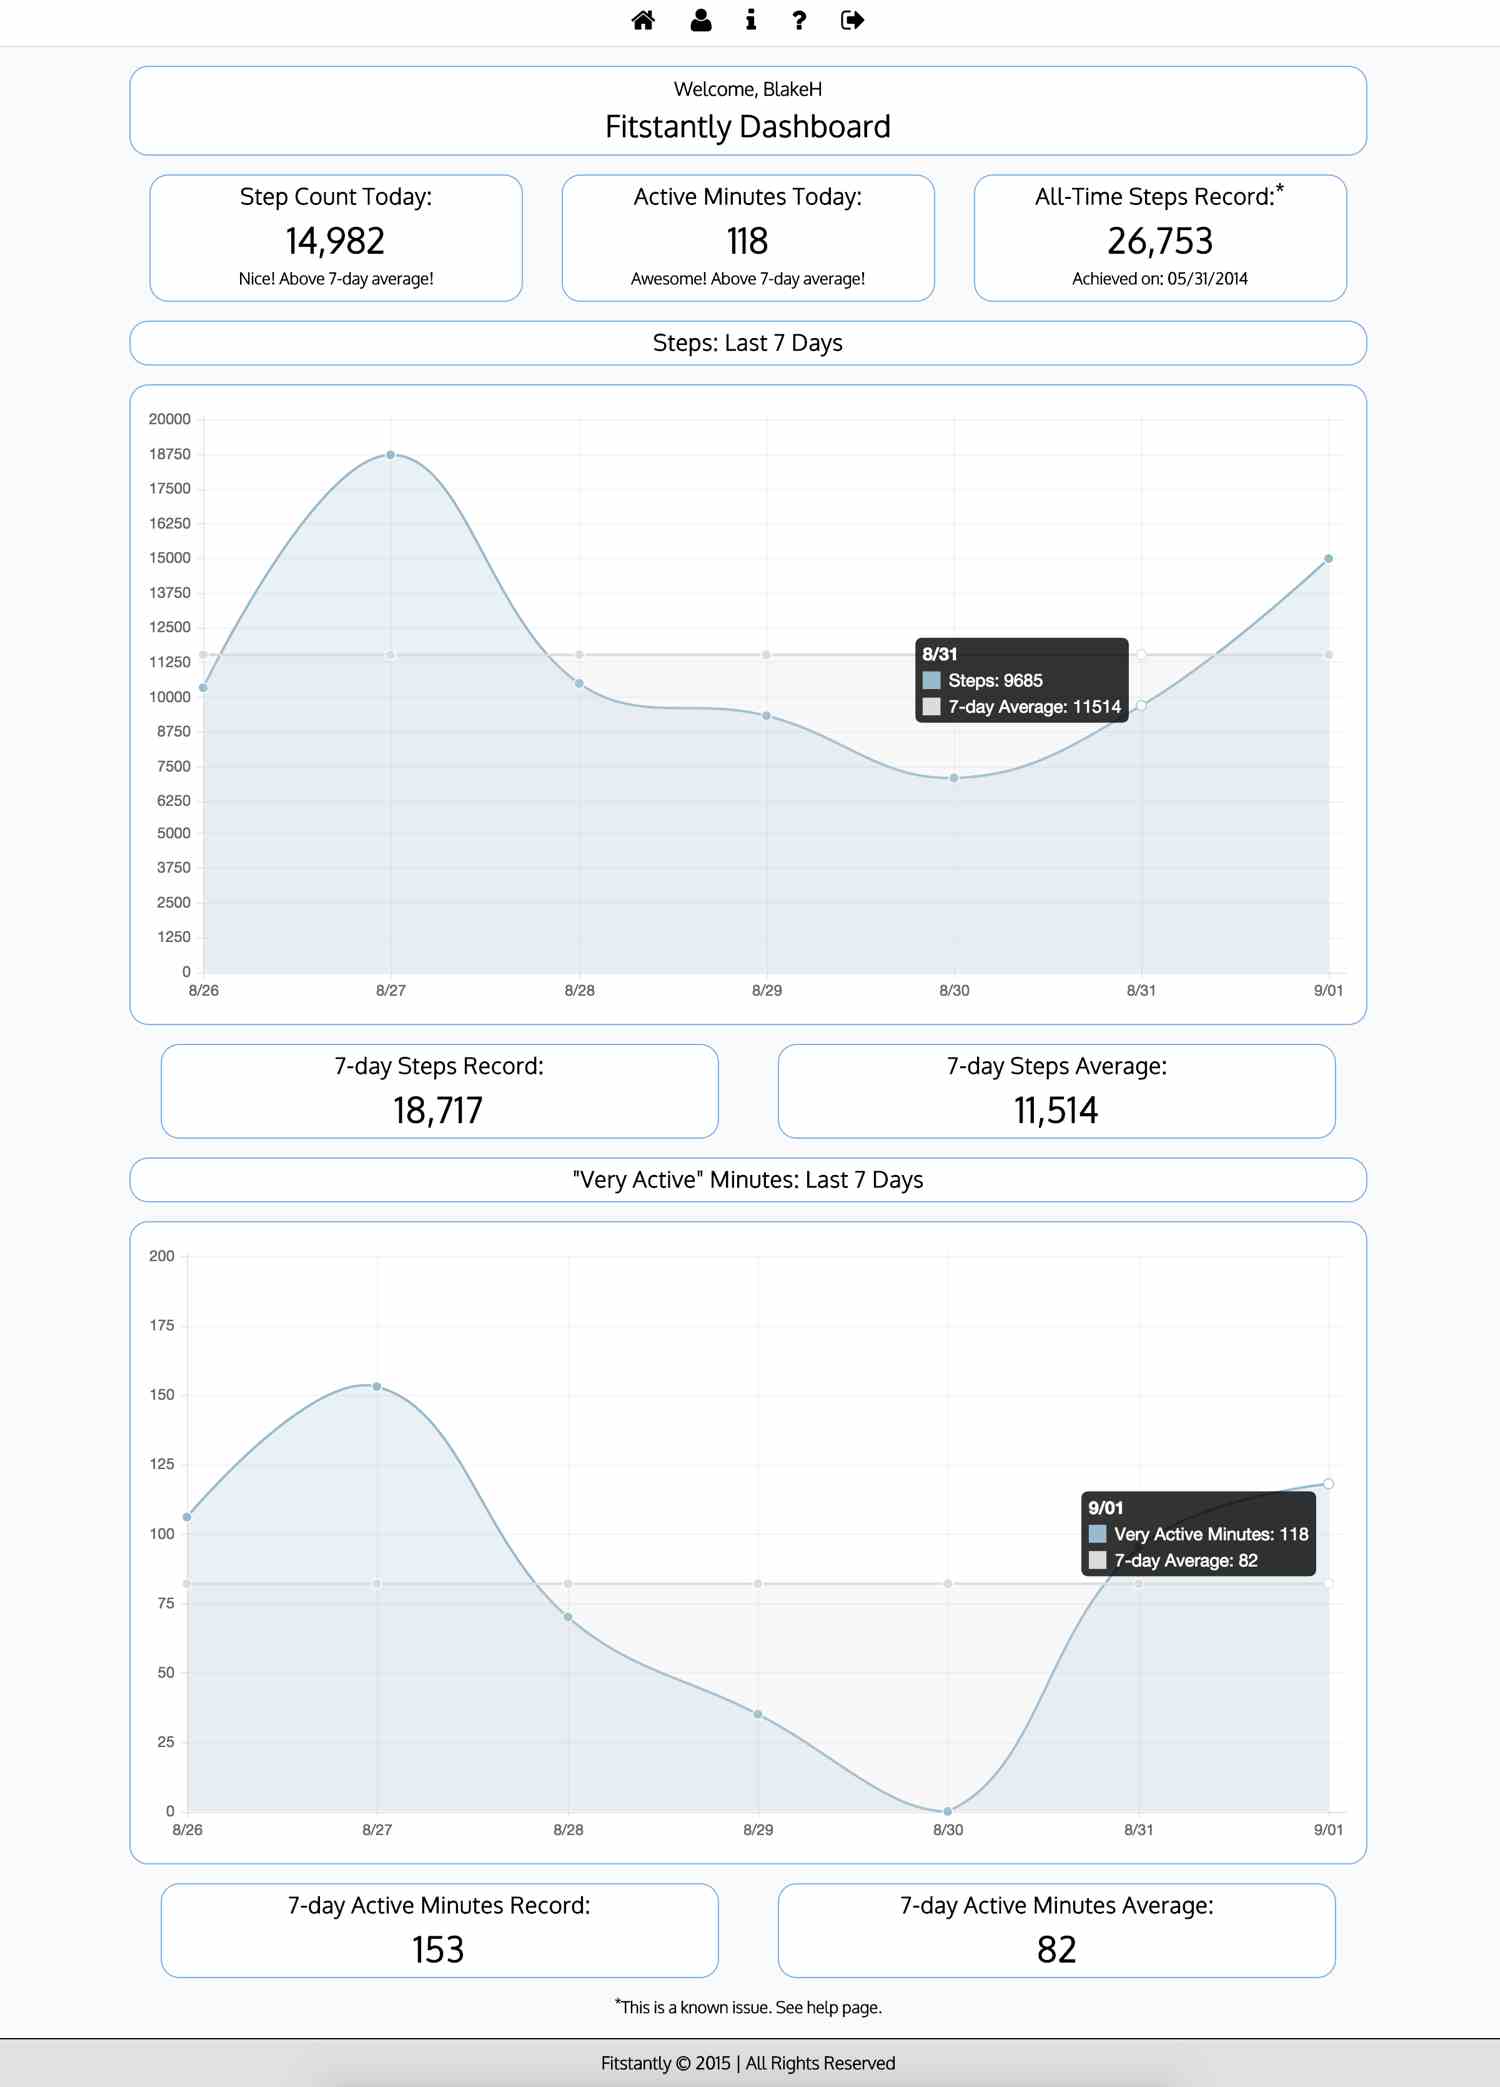 Welcome, BlakeH
Fitstantly Dashboard
Step Count Today:
14,982
Nice! Above 7-day average!
Active Minutes Today:
118
Awesome! Above 7-day average!
All-Time Steps Record:*
26,753
Achieved on: 05/31/2014
Steps: Last 7 Days
20000
18750
17500
16250
15000
13750
12500
11250
10000
8750
7500
6250
5000
3750
2500
1250
0
8/31
Steps: 9685
7-day Average: 11514
8/26 8/27 8/28 8/29 8/30 8/31 9/01
7-day Steps Record:
18,717
7-day Steps Average:
11,514
"Very Active" Minutes: Last 7 Days
200
175
150
125
100
75
50
25
0
9/01
Very Active Minutes: 118
7-day Average: 82
8/26 8/27 8/28 8/29 8/30 8/31 9/01
7-day Active Minutes Record:
153
7-day Active Minutes Average:
82
*This is a known issue. See help page.
Fitstantly © 2015 | All Rights Reserved